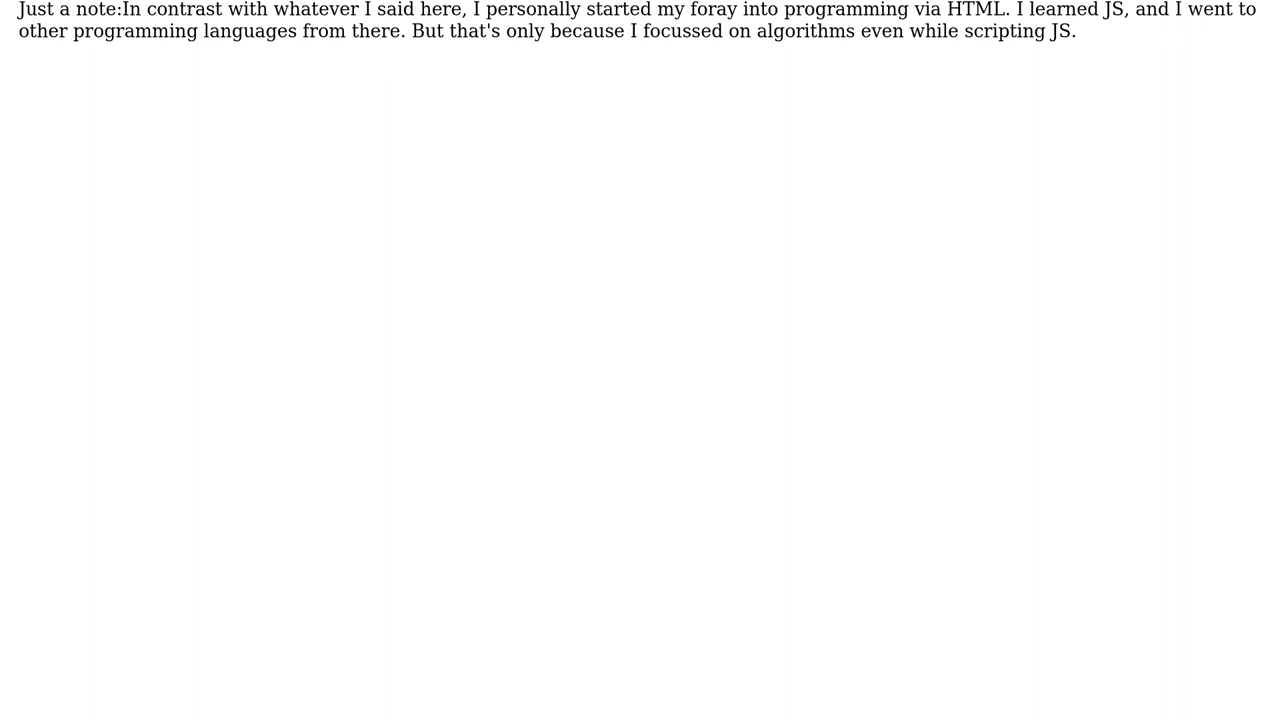 Just a note:In contrast with whatever I said here, I personally started my foray into programming via HTML. I learned JS, and I went to
other programming languages from there. But that's only because I focussed on algorithms even while scripting JS.